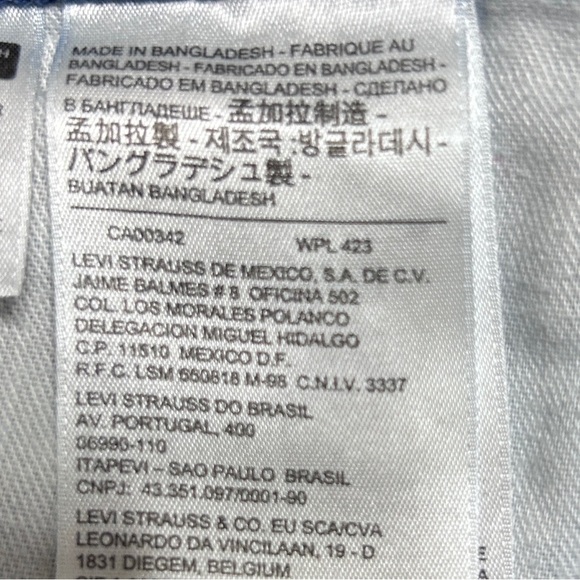 MADE IN BANGLADESH - FABRIQUE AU
BANGLADESH - FABRICADO EN BANGLADESH -
FABRICADO EM BANGLADESH - СДЕЛАНО
В БАНГЛАДЕШЕ - 孟加拉制造 -
孟加拉製 - 제조국 :방글라데시 -
バングラデシュ製 -
BUATAN BANGLADESH
CA00342 WPL 423
LEVI STRAUSS DE MEXICO, S.A. DE C.V.
JAIME BALMES # 8 OFICINA 502
COL. LOS MORALES POLANCO
DELEGACION MIGUEL HIDALGO
C.P. 11510 MEXICO D.F.
R.F.C. LSM 660818 M-98 C.N.I.V. 3337
LEVI STRAUSS DO BRASIL
AV. PORTUGAL, 400
06990-110
ITAPEVI – SAO PAULO BRASIL
CNPJ: 43.351.097/0001-90
LEVI STRAUSS & CO. EU SCA/CVA
LEONARDO DA VINCILAAN, 19 - D
1831 DIEGEM, BELGIUM